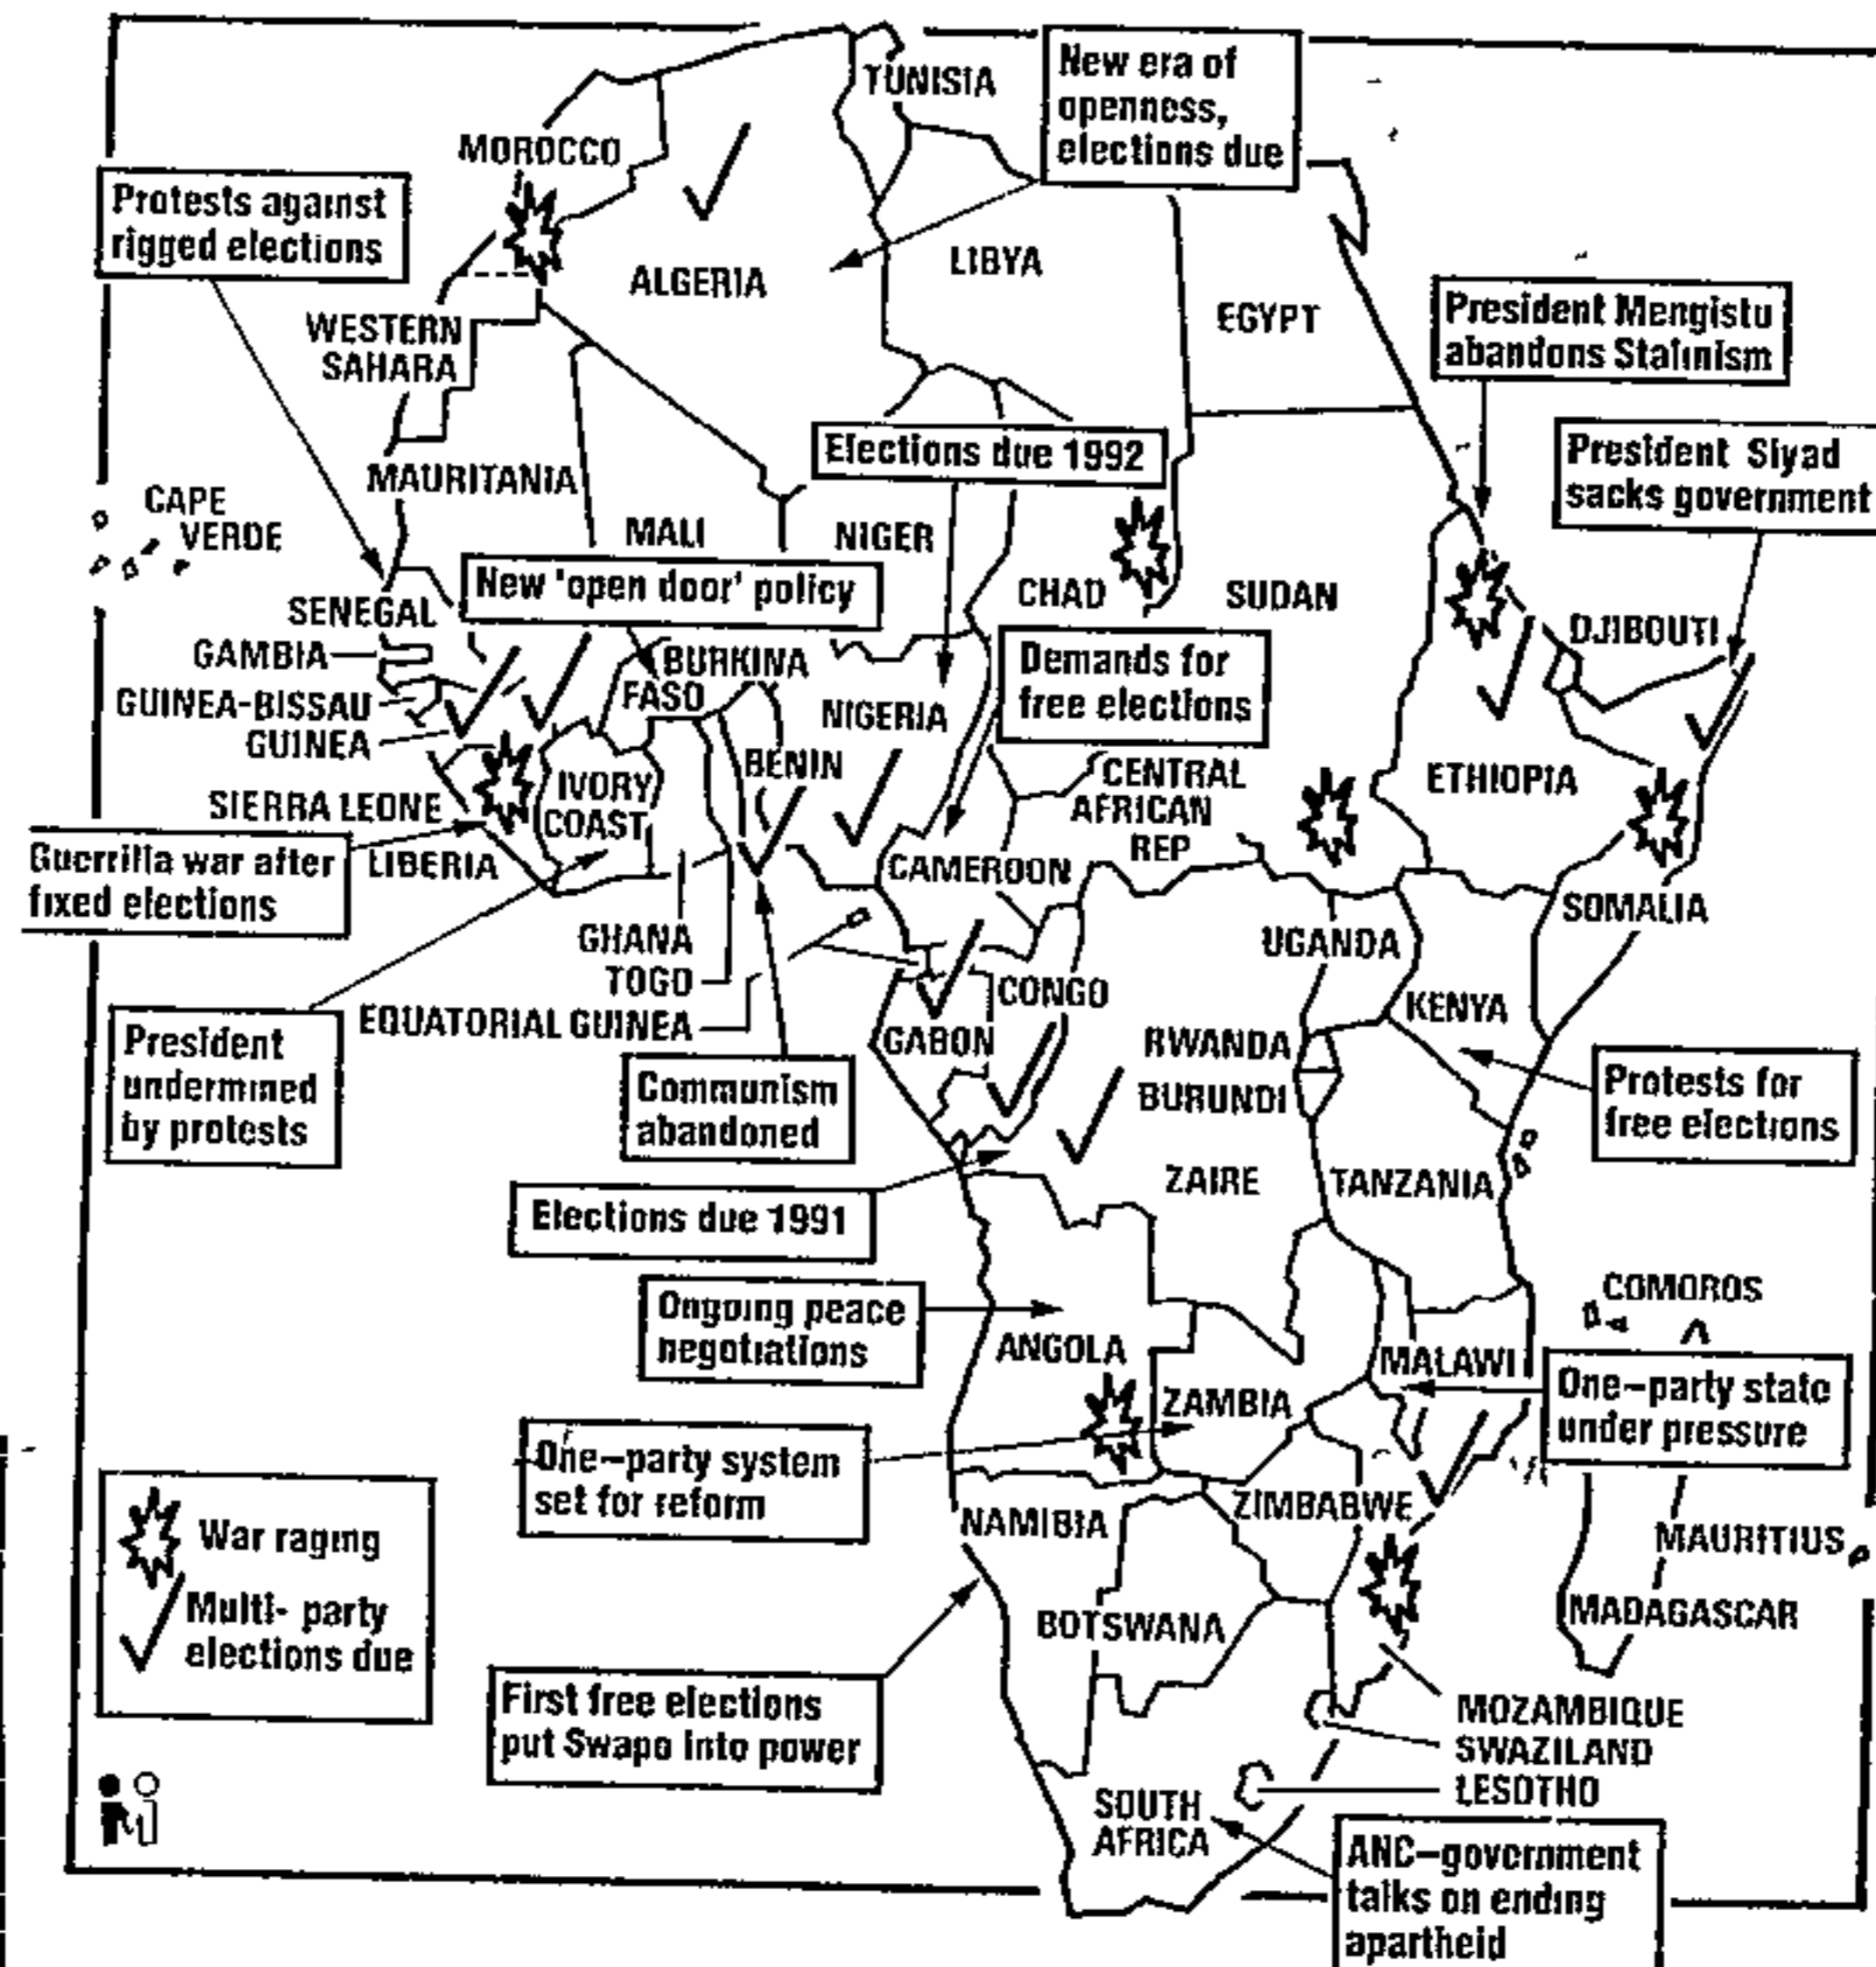 TUNISIA
New era of
openness,
elections due
MOROCCO
Protests against
rigged elections
ALGERIA
LIBYA
EGYPT
WESTERN
SAHARA
President Mengistu
abandons Stalinism
Elections due 1992
President Siyad
sacks government
MAURITANIA
CAPE
VERDE
MALI
NIGER
CHAD
SUDAN
New 'open door' policy
SENEGAL
DJIBOUTI
GAMBIA
BURKINA
FASO
Demands for
free elections
GUINEA-BISSAU
GUINEA
NIGERIA
BENIN
IVORY
COAST
CENTRAL
AFRICAN
REP
ETHIOPIA
SIERRA LEONE
Guerrilla war after
fixed elections
LIBERIA
CAMEROON
SOMALIA
GHANA
TOGO
EQUATORIAL GUINEA
UGANDA
CONGO
KENYA
GABON
President
undermined
by protests
RWANDA
BURUNDI
Communism
abandoned
Protests for
free elections
ZAIRE
TANZANIA
Elections due 1991
Ongoing peace
negotiations
COMOROS
ANGOLA
MALAWI
One-party state
under pressure
ZAMBIA
One-party system
set for reform
War raging
Multi- party
elections due
NAMIBIA
ZIMBABWE
MAURITIUS
BOTSWANA
MADAGASCAR
First free elections
put Swapo into power
MOZAMBIQUE
SWAZILAND
LESOTHO
SOUTH
AFRICA
ANC-government
talks on ending
apartheid